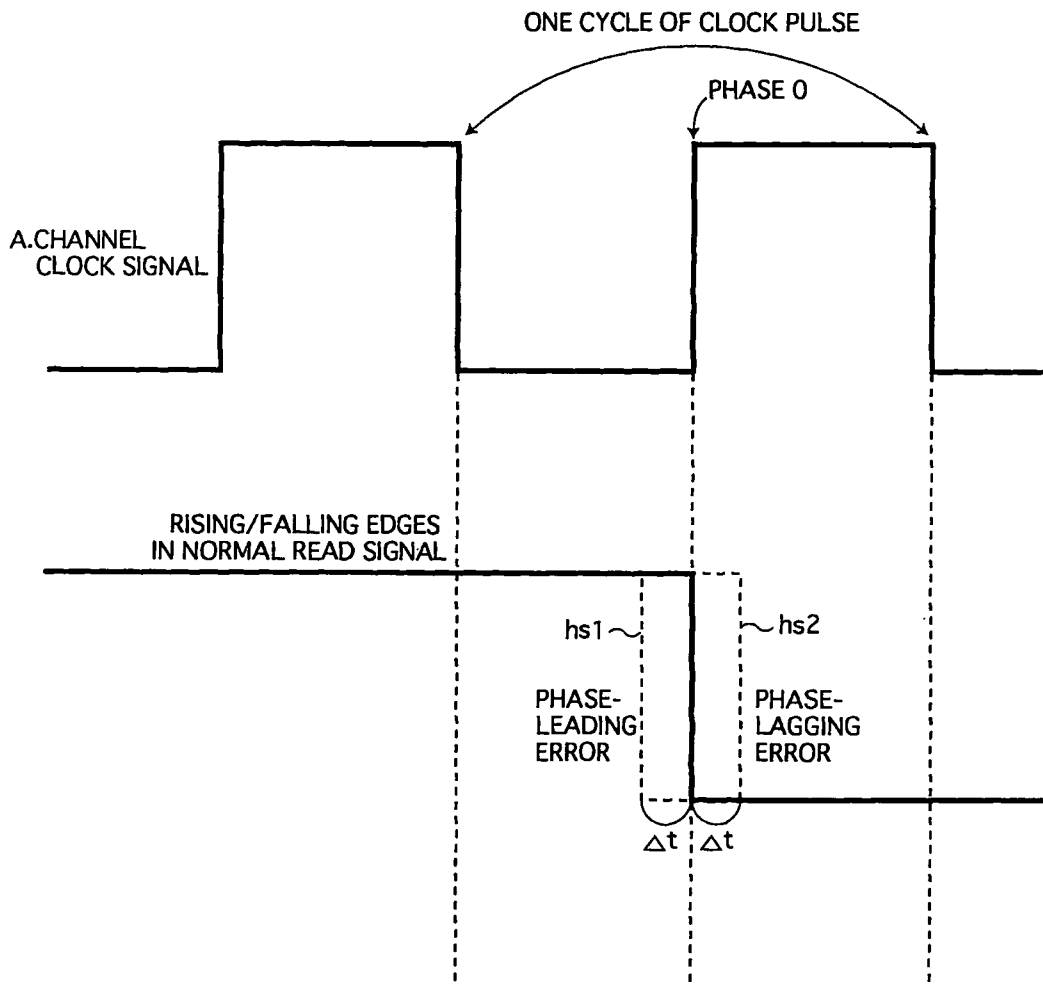 ONE CYCLE OF CLOCK PULSE
PHASE 0
A.CHANNEL
CLOCK SIGNAL
RISING/FALLING EDGES
IN NORMAL READ SIGNAL
hs1
hs2
PHASE-
LEADING
ERROR
PHASE-
LAGGING
ERROR
△t
△t